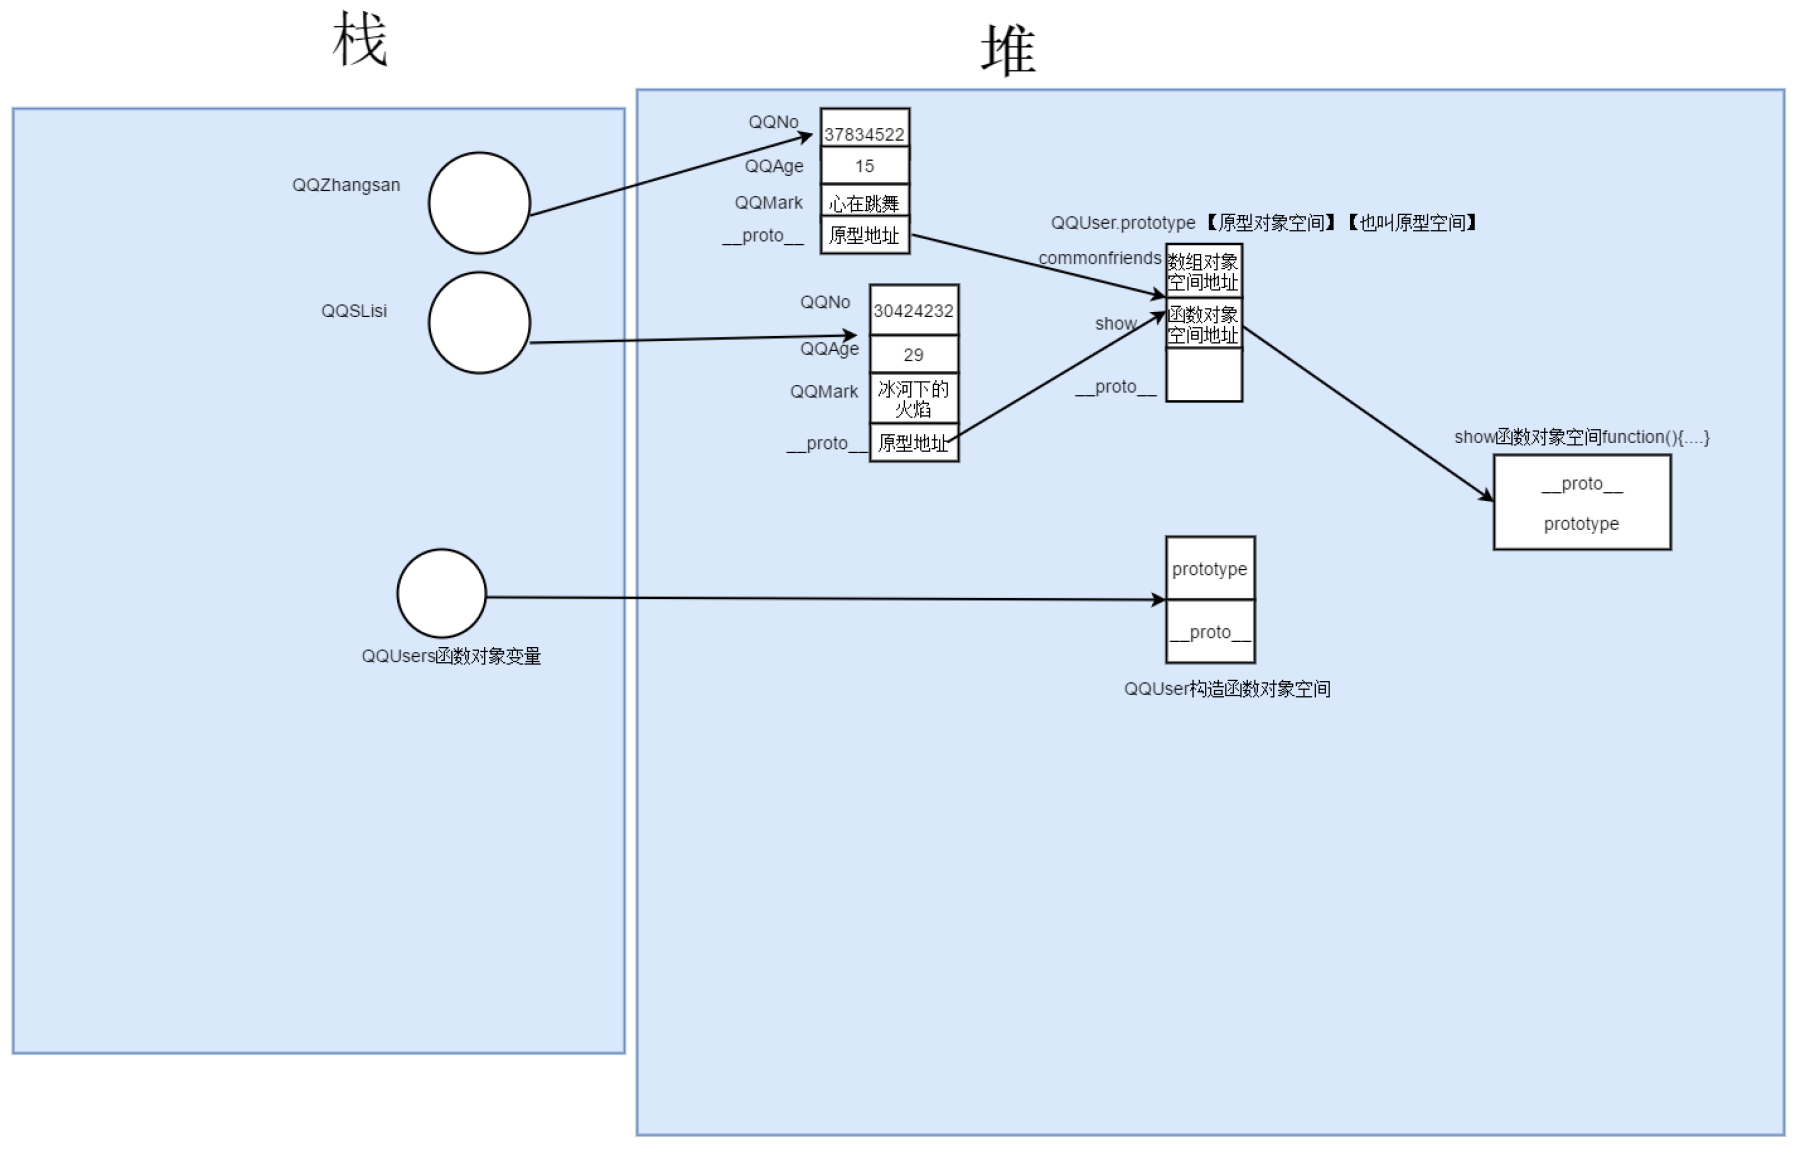 栈
堆
QQZhangsan
QQSLisi
QQUsers函数对象变量
QQNo
37834522
QQAge
15
QQMark
心在跳舞
__proto__
原型地址
QQNo
30424232
QQAge
29
QQMark
冰河下的
火焰
__proto__
原型地址
QQUser.prototype【原型对象空间】【也叫原型空间】
commonfriends
数组对象
空间地址
show
函数对象
空间地址
__proto__
show函数对象空间function(){....}
__proto__
prototype
prototype
__proto__
QQUser构造函数对象空间